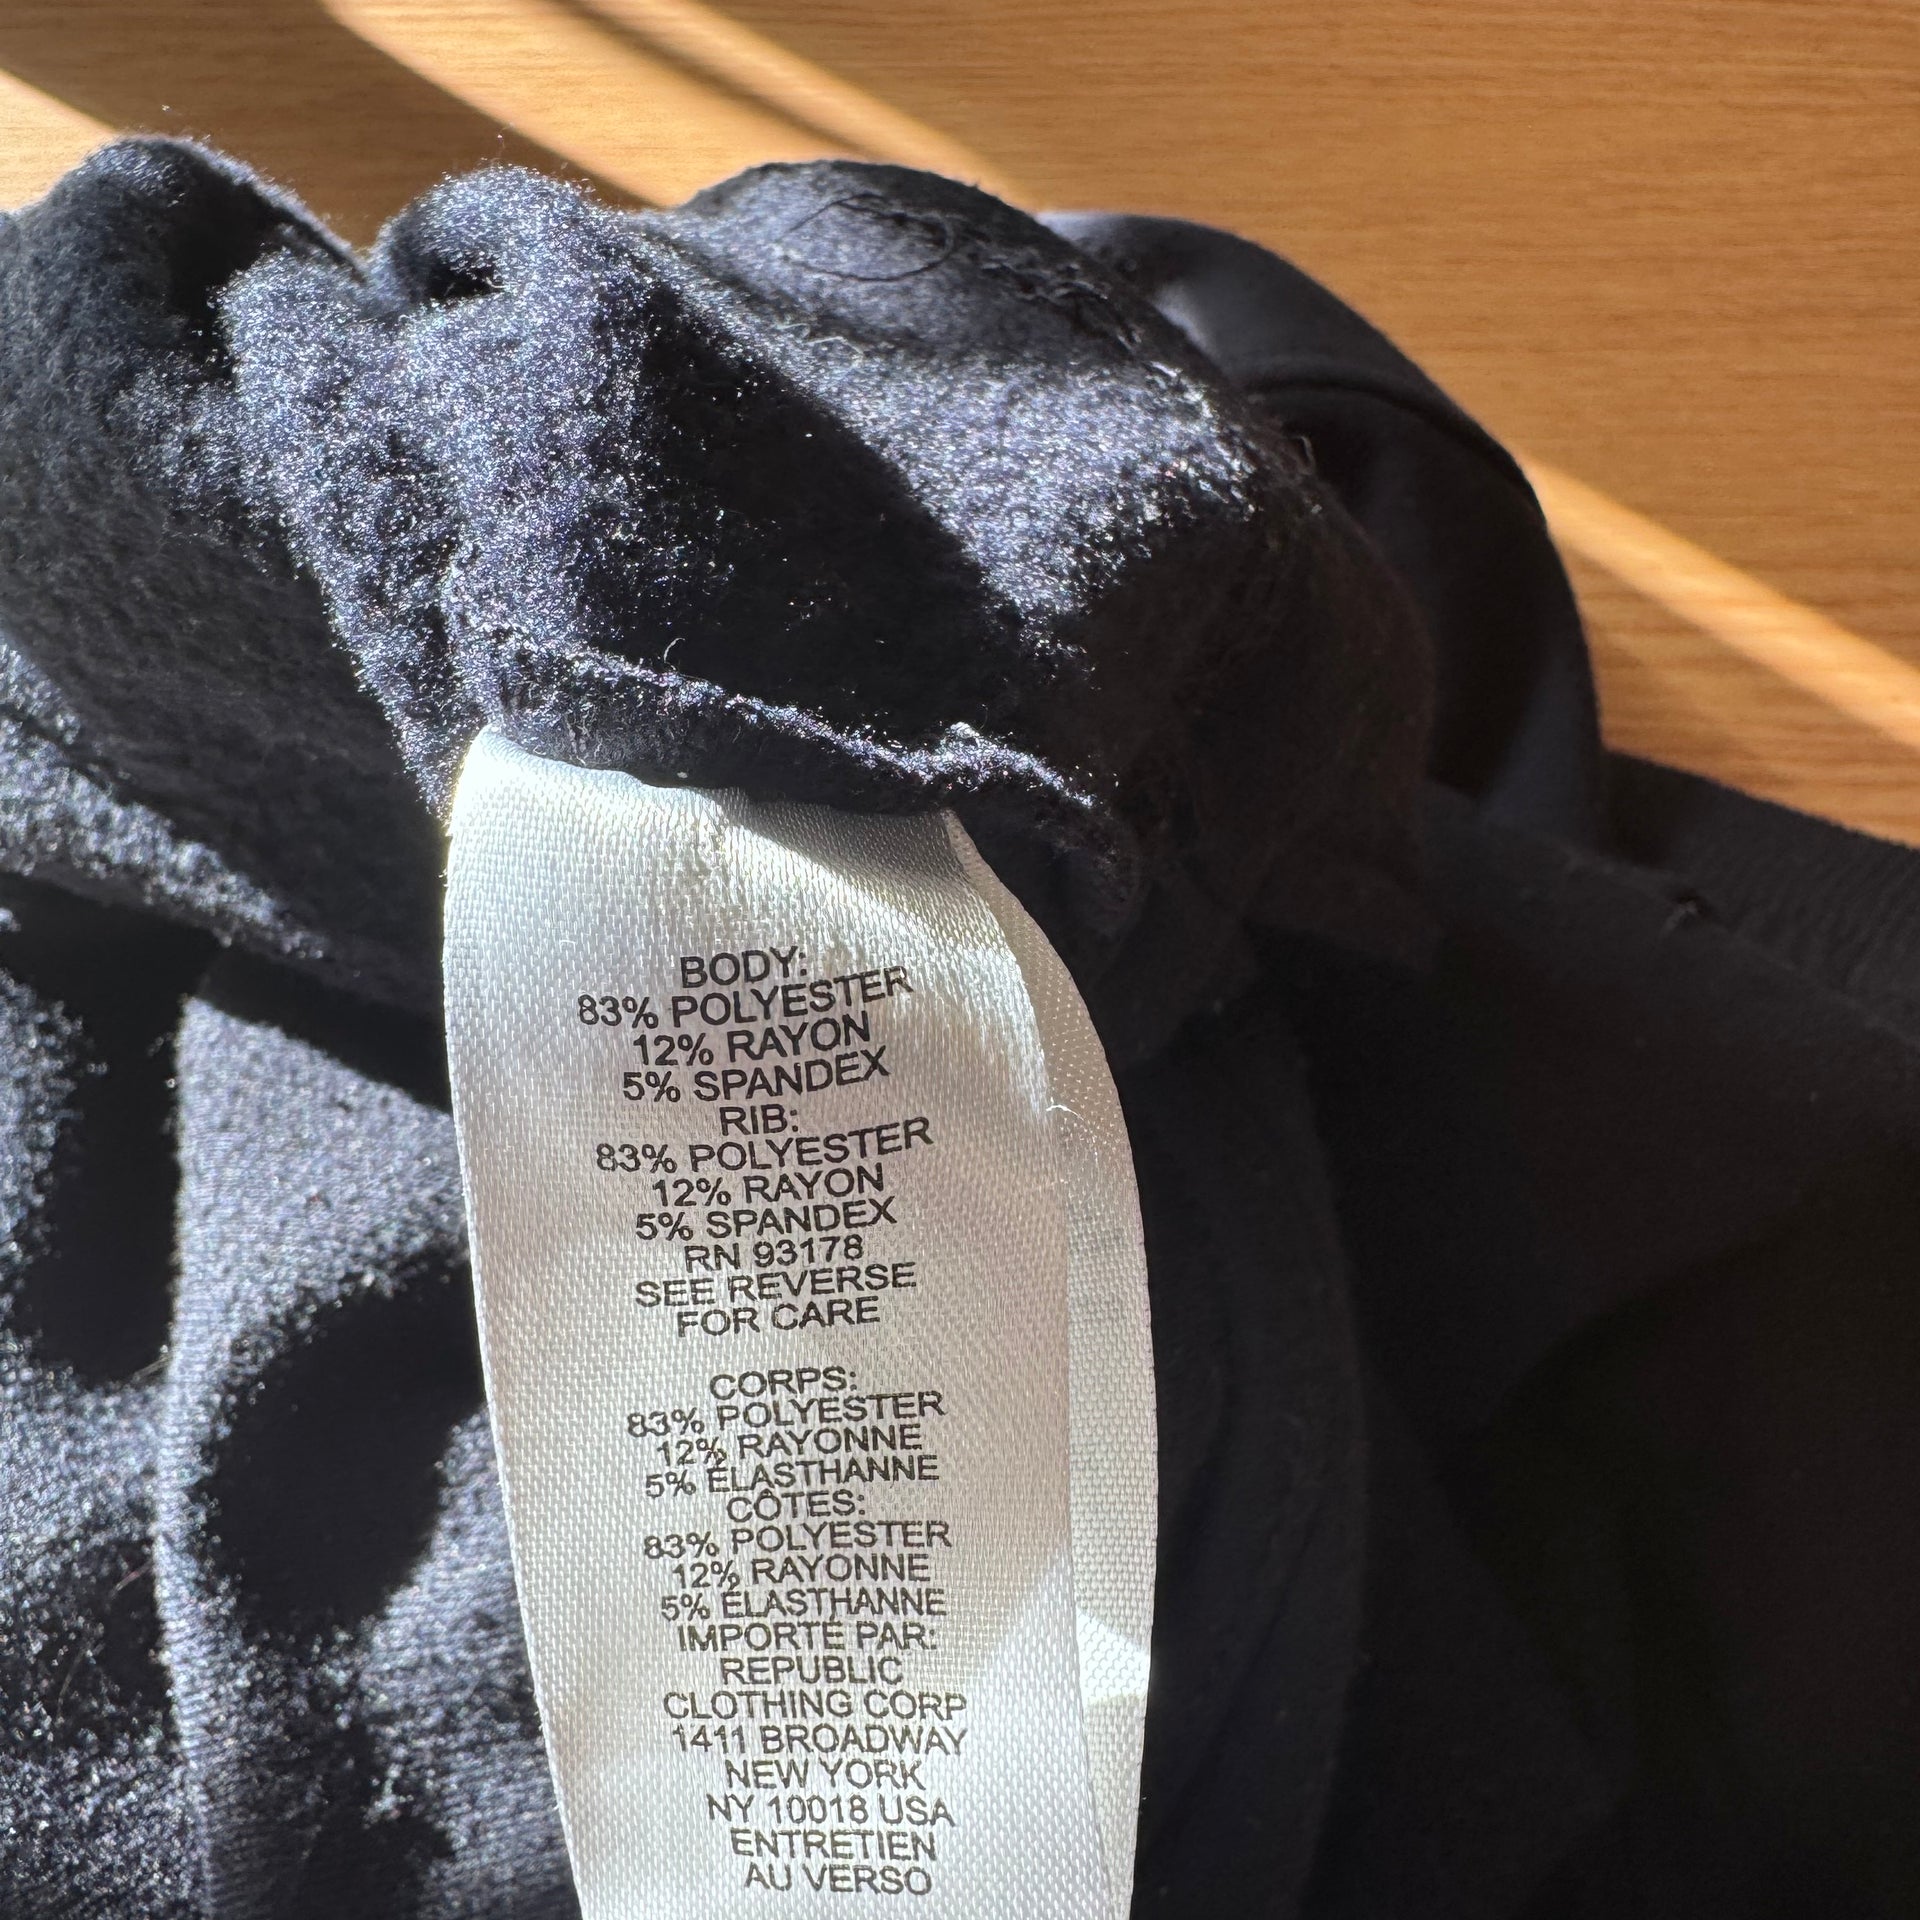 BODY:
83% POLYESTER
12% RAYON
5% SPANDEX
RIB:
83% POLYESTER
12% RAYON
5% SPANDEX
RN 93178
SEE REVERSE
FOR CARE
CORPS:
83% POLYESTER
12% RAYONNE
5% ÉLASTHANNE
CÔTES:
83% POLYESTER
12% RAYONNE
5% ÉLASTHANNE
IMPORTÉ PAR:
REPUBLIC
CLOTHING CORP
1411 BROADWAY
NEW YORK
NY 10018 USA
ENTRETIEN
AU VERSO